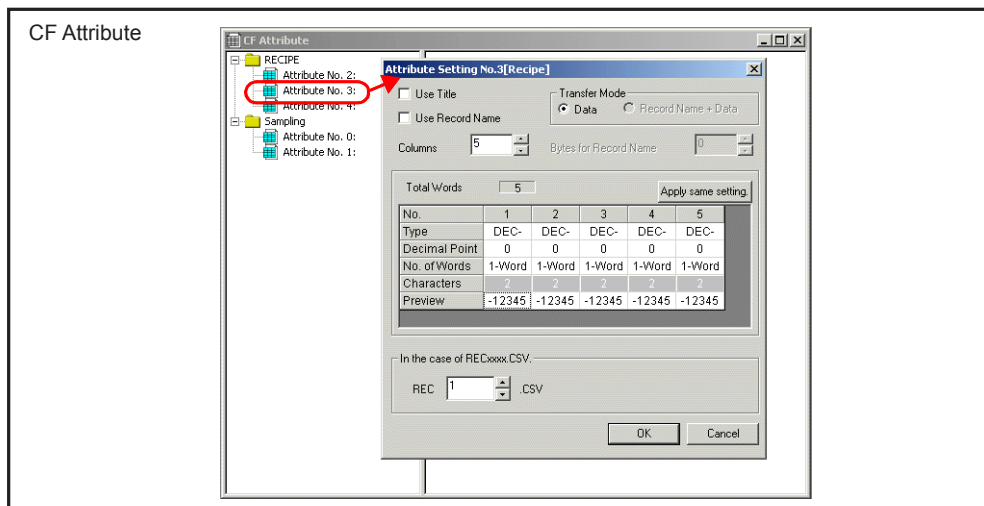 CF Attribute
CF Attribute
RECIPE
Attribute No. 2:
Attribute No. 3:
Attribute No. 4:
Sampling
Attribute No. 0:
Attribute No. 1:
Attribute Setting No.3[Recipe]
Use Title
Use Record Name
Transfer Mode
Data Record Name + Data
Columns 5 Bytes for Record Name 0
Total Words 5 Apply same setting.
No. 1 2 3 4 5
Type DEC- DEC- DEC- DEC- DEC-
Decimal Point 0 0 0 0 0
No. of Words 1-Word 1-Word 1-Word 1-Word 1-Word
Characters 2 2 2 2 2
Preview -12345 -12345 -12345 -12345 -12345
In the case of RECxxxx.CSV.
REC 1 .CSV
OK Cancel